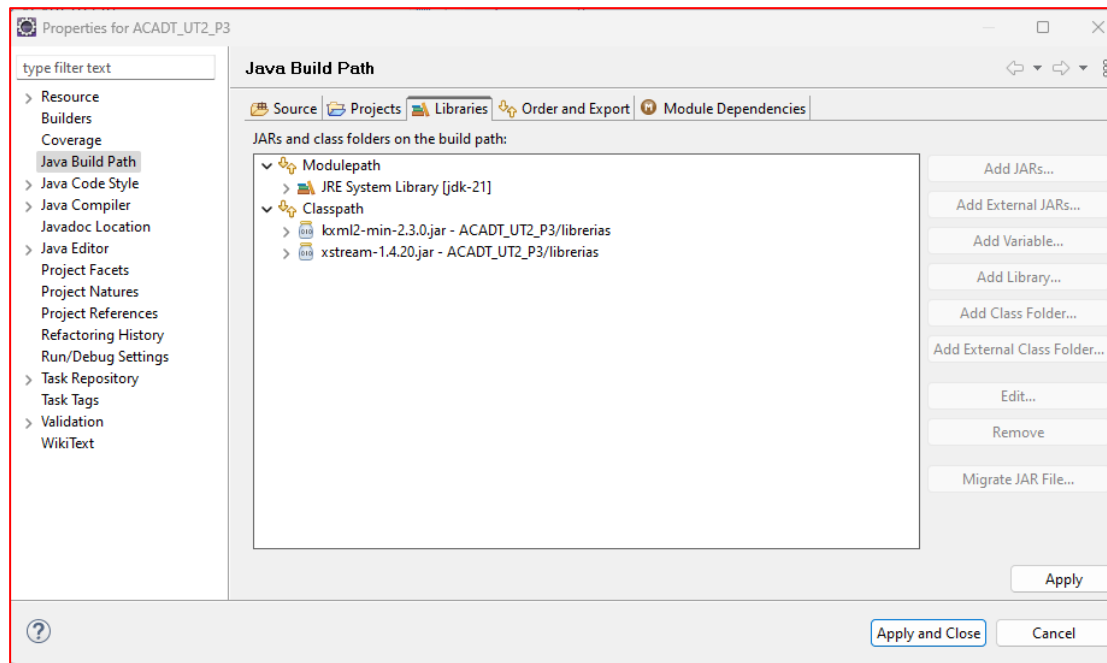 Properties for ACADT_UT2_P3
type filter text
Resource
Builders
Coverage
Java Build Path
Java Code Style
Java Compiler
Javadoc Location
Java Editor
Project Facets
Project Natures
Project References
Refactoring History
Run/Debug Settings
Task Repository
Task Tags
Validation
WikiText
Java Build Path
Source Projects Libraries Order and Export Module Dependencies
JARs and class folders on the build path:
Modulepath
JRE System Library [jdk-21]
Classpath
kxml2-min-2.3.0.jar - ACADT_UT2_P3/librerias
xstream-1.4.20.jar - ACADT_UT2_P3/librerias
Add JARs...
Add External JARs...
Add Variable...
Add Library...
Add Class Folder...
Add External Class Folder...
Edit...
Remove
Migrate JAR File...
Apply
Apply and Close Cancel